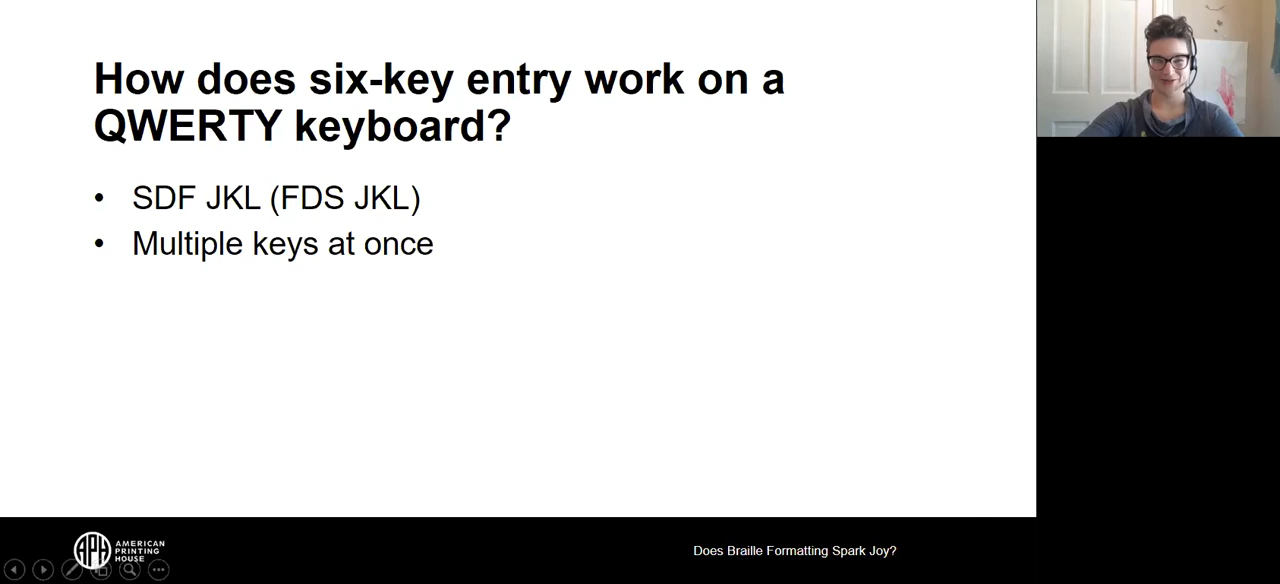 How does six-key entry work on a
QWERTY keyboard?
• SDF JKL (FDS JKL)
• Multiple keys at once
APH
AMERICAN
PRINTING
HOUSE
Does Braille Formatting Spark Joy?